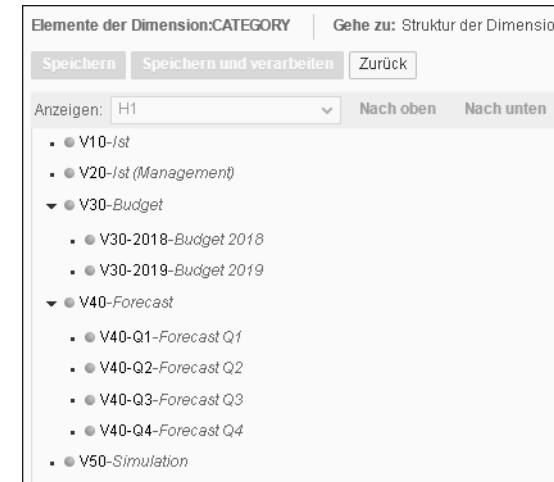 Elemente der Dimension:CATEGORY Gehe zu: Struktur der Dimensio
Speichern Speichern und verarbeiten Zurück
Anzeigen: H1 Nach oben Nach unten
V10-Ist
V20-Ist (Management)
V30-Budget
V30-2018-Budget 2018
V30-2019-Budget 2019
V40-Forecast
V40-Q1-Forecast Q1
V40-Q2-Forecast Q2
V40-Q3-Forecast Q3
V40-Q4-Forecast Q4
V50-Simulation